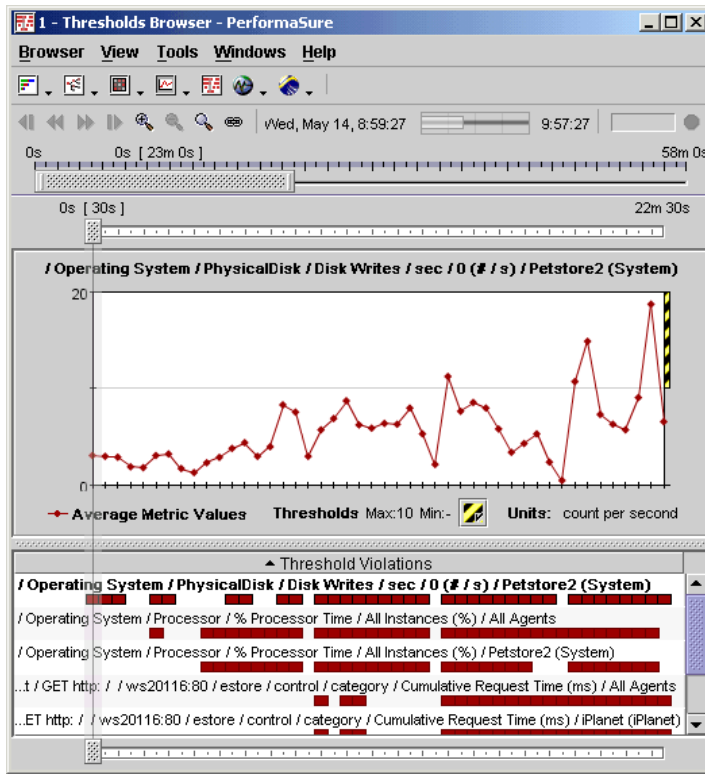 1 - Thresholds Browser - PerformaSure
Browser View Tools Windows Help
Wed, May 14, 8:59:27 9:57:27
0s 0s [ 23m 0s ] 58m 0s
0s [ 30s ] 22m 30s
/ Operating System / PhysicalDisk / Disk Writes / sec / 0 (# / s) / Petstore2 (System)
20
0
Average Metric Values Thresholds Max:10 Min:- Units: count per second
Threshold Violations
/ Operating System / PhysicalDisk / Disk Writes / sec / 0 (# / s) / Petstore2 (System)
/ Operating System / Processor / % Processor Time / All Instances (%) / All Agents
/ Operating System / Processor / % Processor Time / All Instances (%) / Petstore2 (System)
...t / GET http: / / ws20116:80 / estore / control / category / Cumulative Request Time (ms) / All Agents
...ET http: / / ws20116:80 / estore / control / category / Cumulative Request Time (ms) / iPlanet (iPlanet)